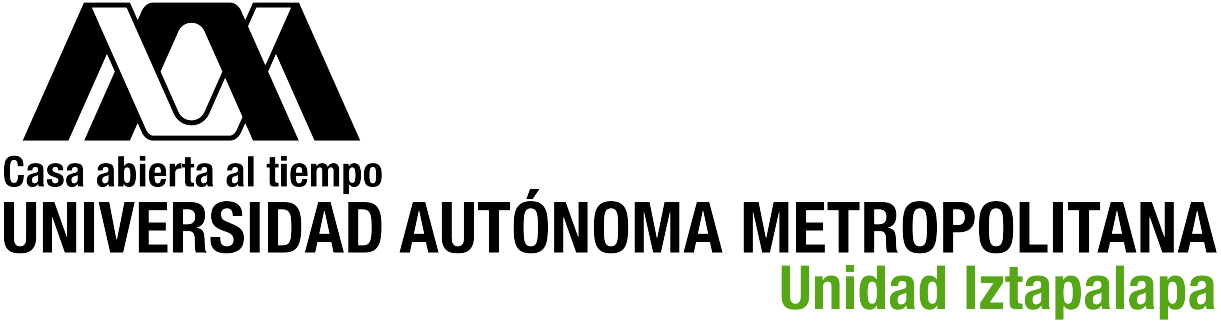 Casa abierta al tiempo
UNIVERSIDAD AUTÓNOMA METROPOLITANA
Unidad Iztapalapa